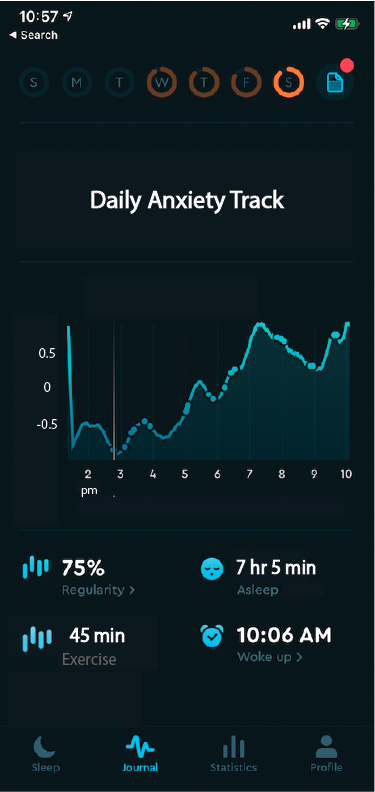 10:57
◀ Search
S M T W T F S
Daily Anxiety Track
0.5
0
-0.5
2 3 4 5 6 7 8 9 10
pm
75% 7 hr 5 min
Regularity > Asleep
45 min 10:06 AM
Exercise Woke up >
Sleep Journal Statistics Profile